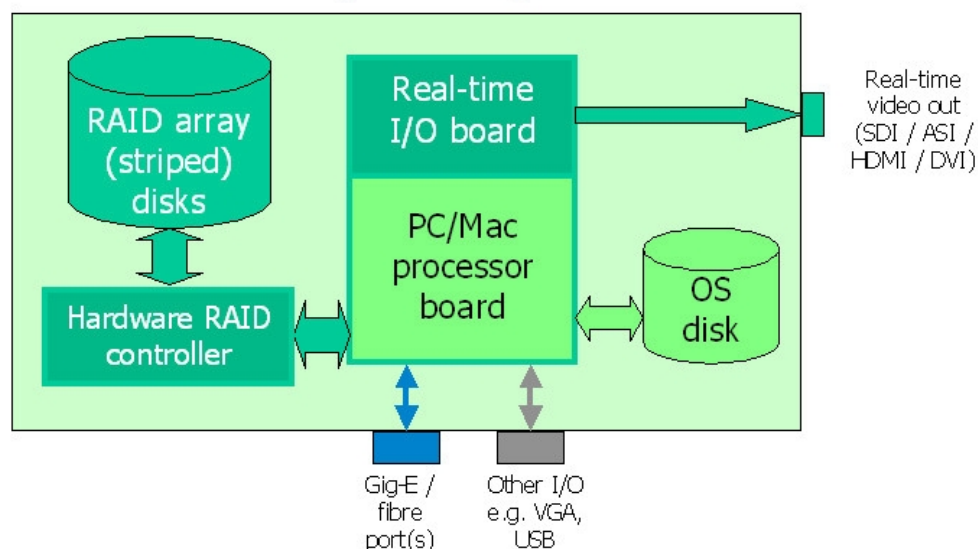 RAID array
(striped)
disks
Hardware RAID
controller
Real-time
I/O board
PC/Mac
processor
board
OS
disk
Real-time
video out
(SDI / ASI /
HDMI / DVI)
Gig-E /
fibre
port(s)
Other I/O
e.g. VGA,
USB